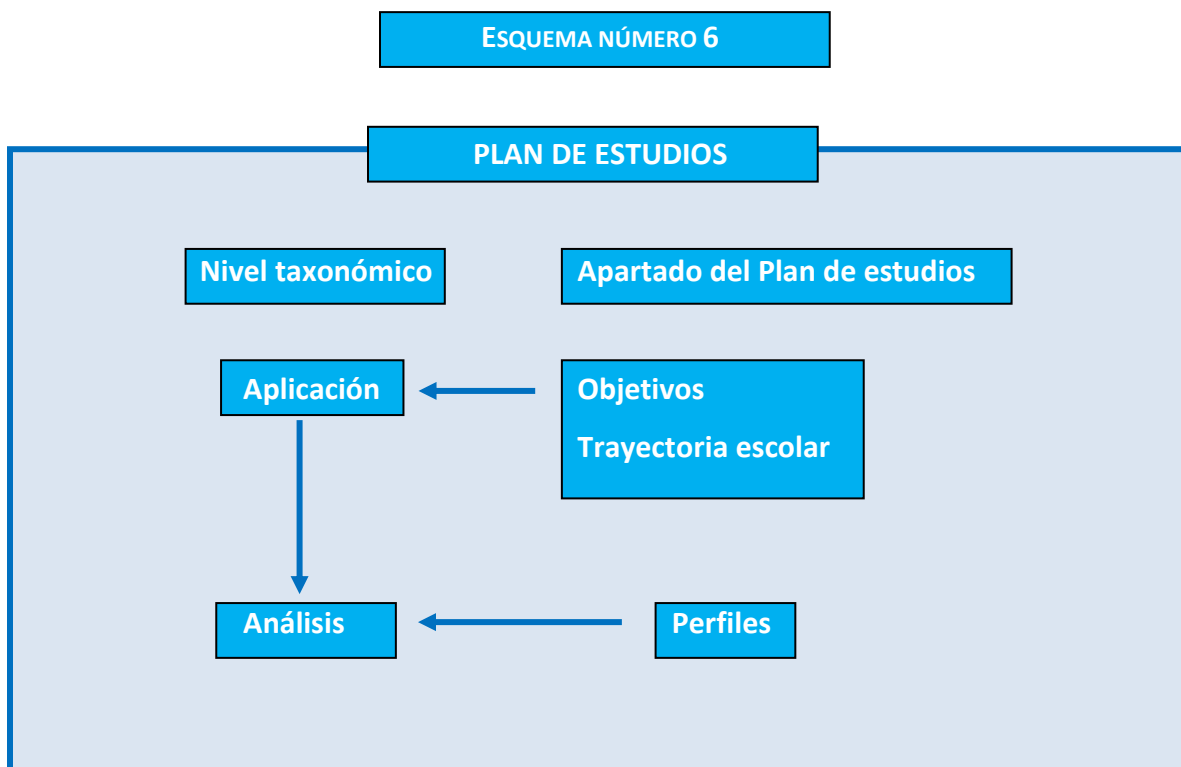 ESQUEMA NÚMERO 6
PLAN DE ESTUDIOS
Nivel taxonómico
Apartado del Plan de estudios
Aplicación
Objetivos
Trayectoria escolar
Análisis
Perfiles